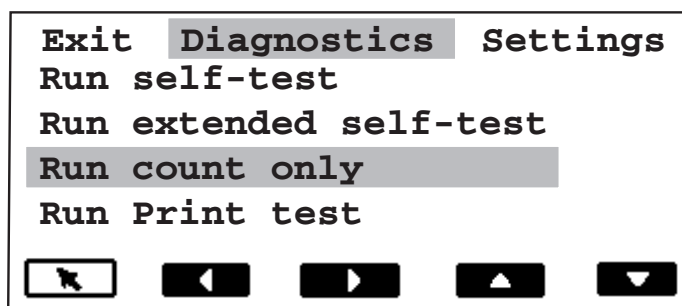 Exit Diagnostics Settings
Run self-test
Run extended self-test
Run count only
Run Print test